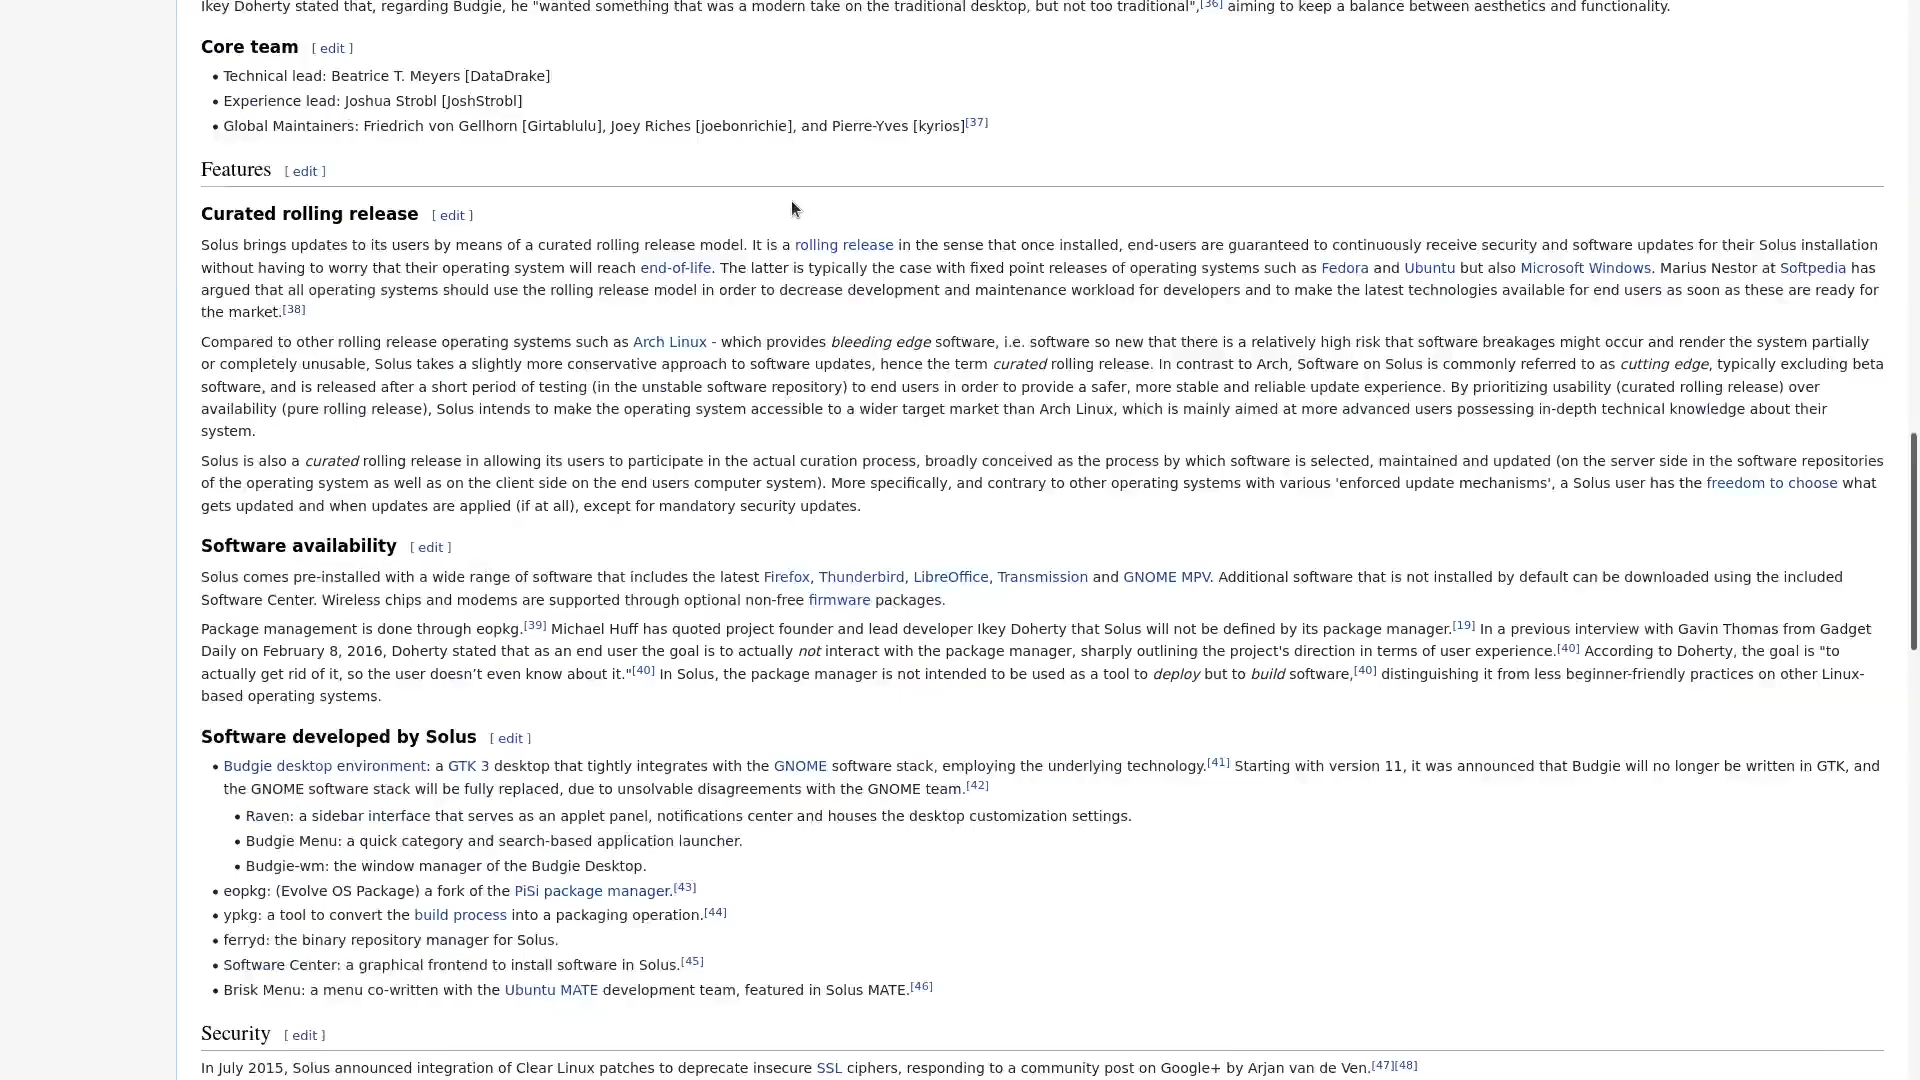 Ikey Doherty stated that, regarding Budgie, he "wanted something that was a modern take on the traditional desktop, but not too traditional",[36] aiming to keep a balance between aesthetics and functionality.
Core team [ edit ]
• Technical lead: Beatrice T. Meyers [DataDrake]
• Experience lead: Joshua Strobl [JoshStrobl]
• Global Maintainers: Friedrich von Gellhorn [Girtablulu], Joey Riches [joebonrichie], and Pierre-Yves [kyrios][37]
Features [ edit ]
Curated rolling release [ edit ]
Solus brings updates to its users by means of a curated rolling release model. It is a rolling release in the sense that once installed, end-users are guaranteed to continuously receive security and software updates for their Solus installation
without having to worry that their operating system will reach end-of-life. The latter is typically the case with fixed point releases of operating systems such as Fedora and Ubuntu but also Microsoft Windows. Marius Nestor at Softpedia has
argued that all operating systems should use the rolling release model in order to decrease development and maintenance workload for developers and to make the latest technologies available for end users as soon as these are ready for
the market.[38]
Compared to other rolling release operating systems such as Arch Linux - which provides bleeding edge software, i.e. software so new that there is a relatively high risk that software breakages might occur and render the system partially
or completely unusable, Solus takes a slightly more conservative approach to software updates, hence the term curated rolling release. In contrast to Arch, Software on Solus is commonly referred to as cutting edge, typically excluding beta
software, and is released after a short period of testing (in the unstable software repository) to end users in order to provide a safer, more stable and reliable update experience. By prioritizing usability (curated rolling release) over
availability (pure rolling release), Solus intends to make the operating system accessible to a wider target market than Arch Linux, which is mainly aimed at more advanced users possessing in-depth technical knowledge about their
system.
Solus is also a curated rolling release in allowing its users to participate in the actual curation process, broadly conceived as the process by which software is selected, maintained and updated (on the server side in the software repositories
of the operating system as well as on the client side on the end users computer system). More specifically, and contrary to other operating systems with various 'enforced update mechanisms', a Solus user has the freedom to choose what
gets updated and when updates are applied (if at all), except for mandatory security updates.
Software availability [ edit ]
Solus comes pre-installed with a wide range of software that includes the latest Firefox, Thunderbird, LibreOffice, Transmission and GNOME MPV. Additional software that is not installed by default can be downloaded using the included
Software Center. Wireless chips and modems are supported through optional non-free firmware packages.
Package management is done through eopkg.[39] Michael Huff has quoted project founder and lead developer Ikey Doherty that Solus will not be defined by its package manager.[19] In a previous interview with Gavin Thomas from Gadget
Daily on February 8, 2016, Doherty stated that as an end user the goal is to actually not interact with the package manager, sharply outlining the project's direction in terms of user experience.[40] According to Doherty, the goal is "to
actually get rid of it, so the user doesn’t even know about it."[40] In Solus, the package manager is not intended to be used as a tool to deploy but to build software,[40] distinguishing it from less beginner-friendly practices on other Linux-
based operating systems.
Software developed by Solus [ edit ]
• Budgie desktop environment: a GTK 3 desktop that tightly integrates with the GNOME software stack, employing the underlying technology.[41] Starting with version 11, it was announced that Budgie will no longer be written in GTK, and
the GNOME software stack will be fully replaced, due to unsolvable disagreements with the GNOME team.[42]
• Raven: a sidebar interface that serves as an applet panel, notifications center and houses the desktop customization settings.
• Budgie Menu: a quick category and search-based application launcher.
• Budgie-wm: the window manager of the Budgie Desktop.
• eopkg: (Evolve OS Package) a fork of the PiSi package manager.[43]
• ypkg: a tool to convert the build process into a packaging operation.[44]
• ferryd: the binary repository manager for Solus.
• Software Center: a graphical frontend to install software in Solus.[45]
• Brisk Menu: a menu co-written with the Ubuntu MATE development team, featured in Solus MATE.[46]
Security [ edit ]
In July 2015, Solus announced integration of Clear Linux patches to deprecate insecure SSL ciphers, responding to a community post on Google+ by Arjan van de Ven.[47][48]